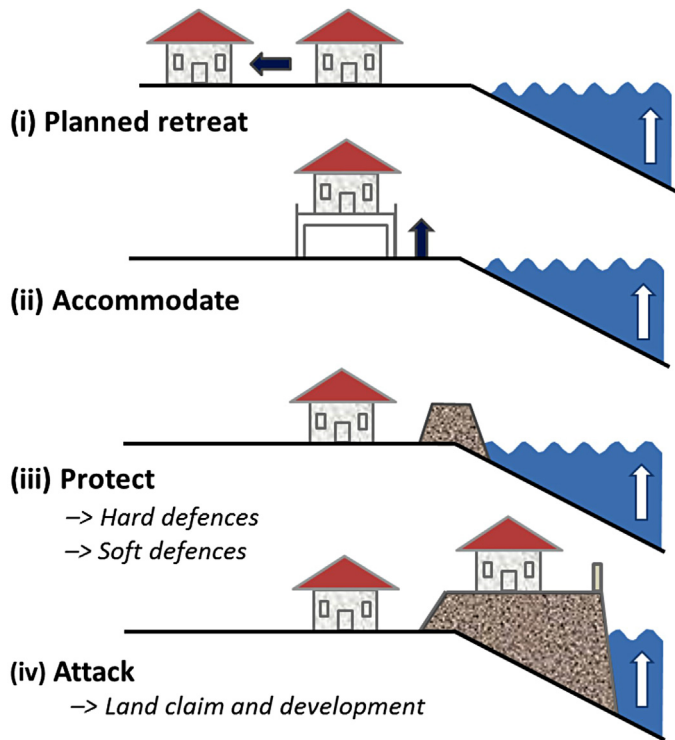 (i) Planned retreat
(ii) Accommodate
(iii) Protect
–> Hard defences
–> Soft defences
(iv) Attack
–> Land claim and development